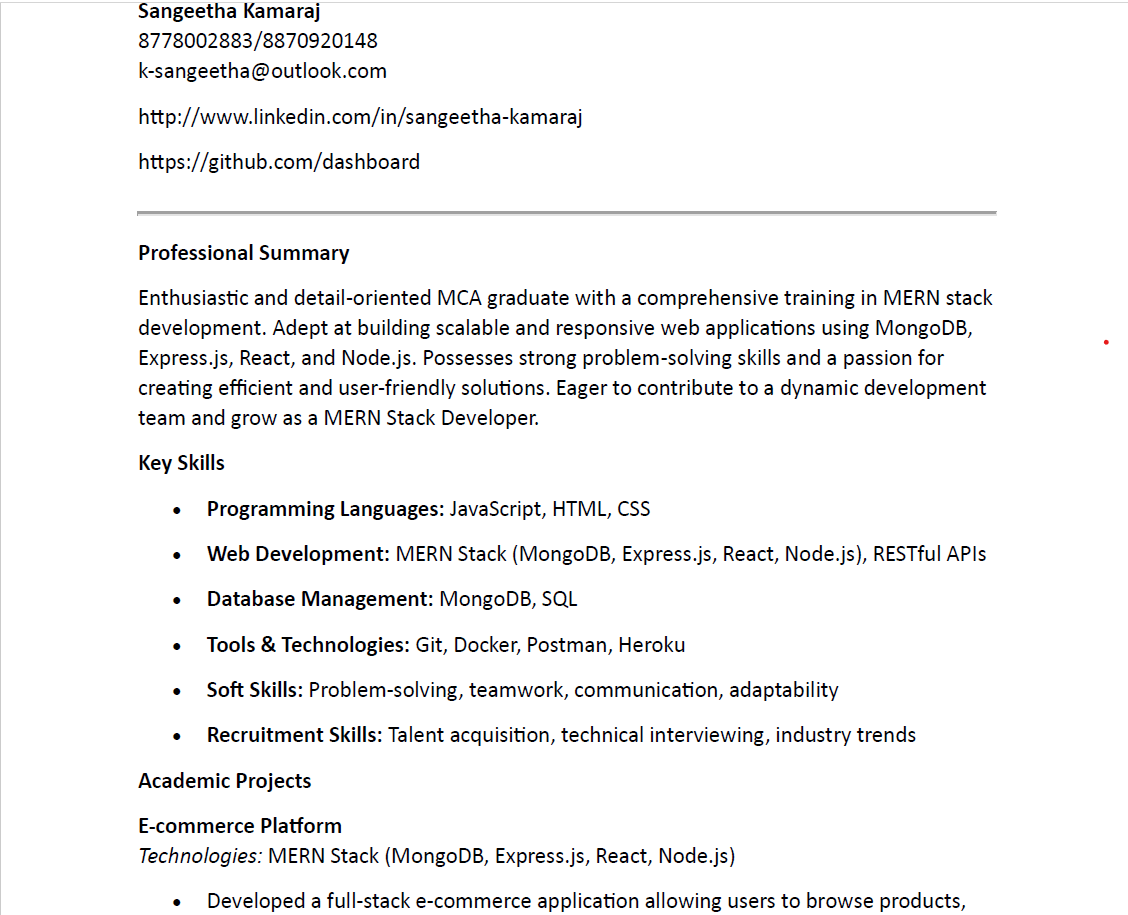 Sangeetha Kamaraj
8778002883/8870920148
k-sangeetha@outlook.com
http://www.linkedin.com/in/sangeetha-kamaraj
https://github.com/dashboard
Professional Summary
Enthusiastic and detail-oriented MCA graduate with a comprehensive training in MERN stack
development. Adept at building scalable and responsive web applications using MongoDB,
Express.js, React, and Node.js. Possesses strong problem-solving skills and a passion for
creating efficient and user-friendly solutions. Eager to contribute to a dynamic development
team and grow as a MERN Stack Developer.
Key Skills
• Programming Languages: JavaScript, HTML, CSS
• Web Development: MERN Stack (MongoDB, Express.js, React, Node.js), RESTful APIs
• Database Management: MongoDB, SQL
• Tools & Technologies: Git, Docker, Postman, Heroku
• Soft Skills: Problem-solving, teamwork, communication, adaptability
• Recruitment Skills: Talent acquisition, technical interviewing, industry trends
Academic Projects
E-commerce Platform
Technologies: MERN Stack (MongoDB, Express.js, React, Node.js)
• Developed a full-stack e-commerce application allowing users to browse products,